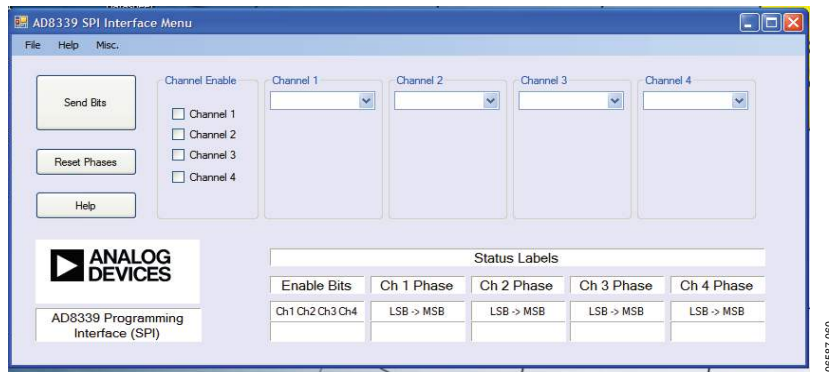 AD8339 SPI Interface Menu
File Help Misc.
Send Bits
Reset Phases
Help
Channel Enable
Channel 1
Channel 2
Channel 3
Channel 4
Channel 1
Channel 2
Channel 3
Channel 4
ANALOG
DEVICES
AD8339 Programming
Interface (SPI)
Status Labels
Enable Bits Ch 1 Phase Ch 2 Phase Ch 3 Phase Ch 4 Phase
Ch1 Ch2 Ch3 Ch4 LSB -> MSB LSB -> MSB LSB -> MSB LSB -> MSB